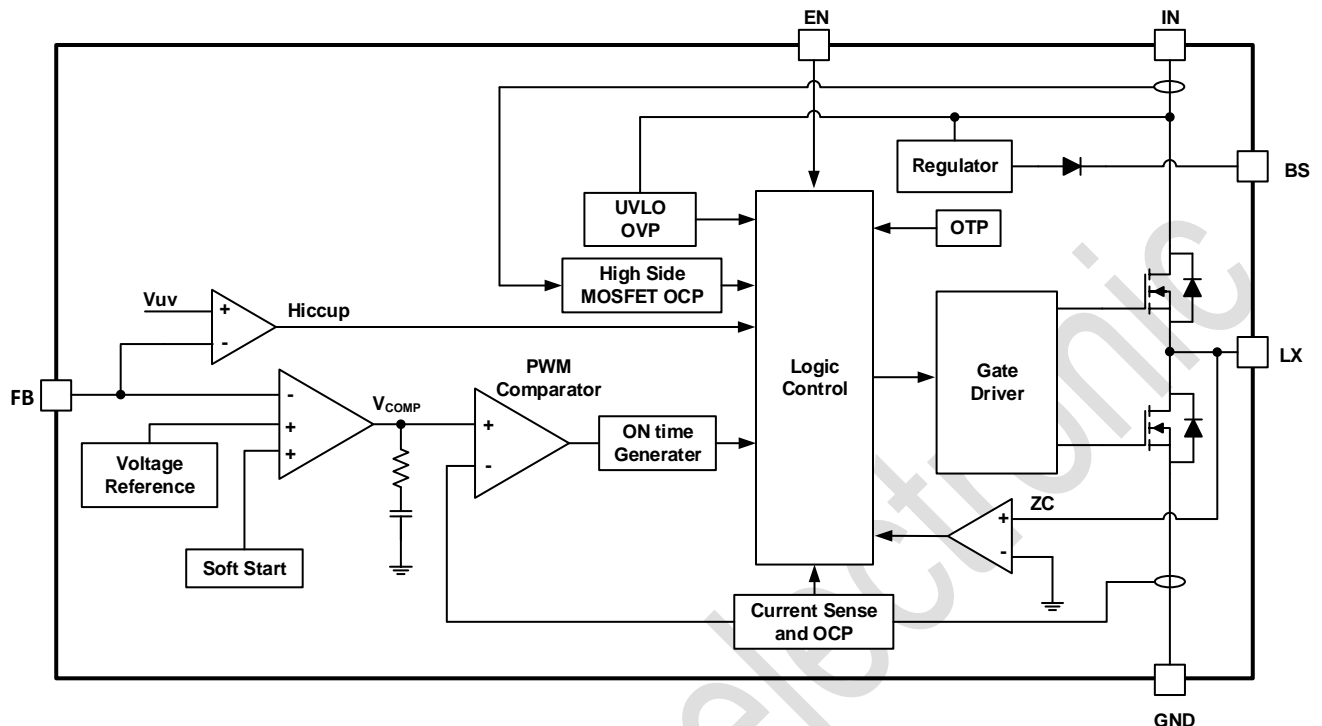 EN
IN
Regulator
BS
UVLO
OVP
OTP
High Side
MOSFET OCP
Vuv
+
-
Hiccup
Logic
Control
Gate
Driver
LX
FB
PWM
Comparator
-
+
+
VCOMP
+
-
ON time
Generater
Voltage
Reference
Soft Start
ZC
+
-
Current Sense
and OCP
GND
electronic